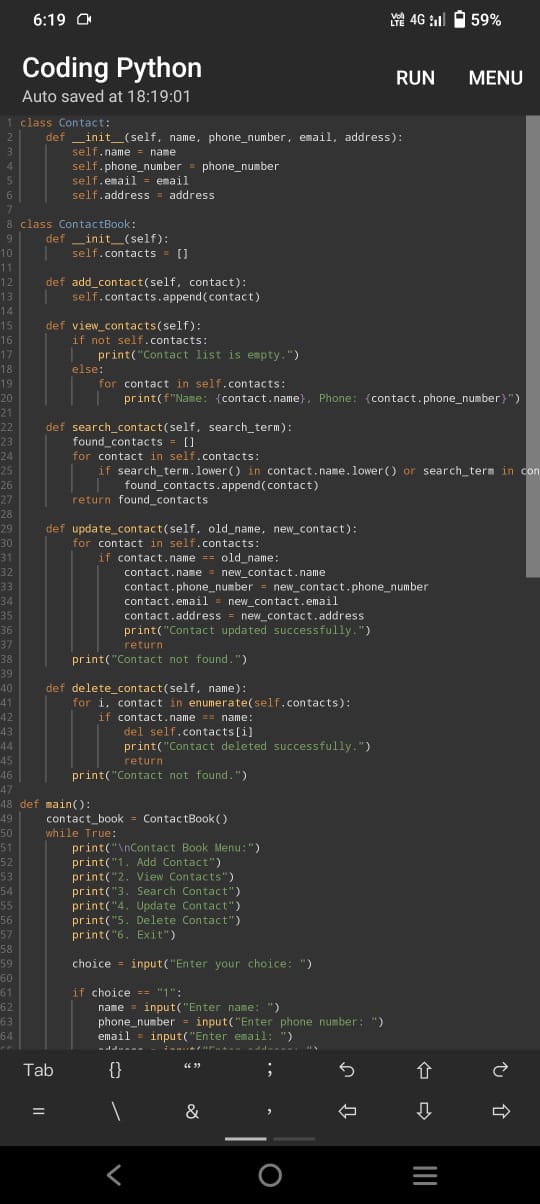 6:19 Vo) LTE 4G 59%
Coding Python
RUN MENU
Auto saved at 18:19:01
1 class Contact:
2     def __init__(self, name, phone_number, email, address):
3         self.name = name
4         self.phone_number = phone_number
5         self.email = email
6         self.address = address
7
8 class ContactBook:
9     def __init__(self):
10         self.contacts = []
11
12     def add_contact(self, contact):
13         self.contacts.append(contact)
14
15     def view_contacts(self):
16         if not self.contacts:
17             print("Contact list is empty.")
18         else:
19             for contact in self.contacts:
20                 print(f"Name: {contact.name}, Phone: {contact.phone_number}")
21
22     def search_contact(self, search_term):
23         found_contacts = []
24         for contact in self.contacts:
25             if search_term.lower() in contact.name.lower() or search_term in con
26                 found_contacts.append(contact)
27         return found_contacts
28
29     def update_contact(self, old_name, new_contact):
30         for contact in self.contacts:
31             if contact.name == old_name:
32                 contact.name = new_contact.name
33                 contact.phone_number = new_contact.phone_number
34                 contact.email = new_contact.email
35                 contact.address = new_contact.address
36                 print("Contact updated successfully.")
37                 return
38         print("Contact not found.")
39
40     def delete_contact(self, name):
41         for i, contact in enumerate(self.contacts):
42             if contact.name == name:
43                 del self.contacts[i]
44                 print("Contact deleted successfully.")
45                 return
46         print("Contact not found.")
47
48 def main():
49     contact_book = ContactBook()
50     while True:
51         print("\nContact Book Menu:")
52         print("1. Add Contact")
53         print("2. View Contacts")
54         print("3. Search Contact")
55         print("4. Update Contact")
56         print("5. Delete Contact")
57         print("6. Exit")
58
59         choice = input("Enter your choice: ")
60
61         if choice == "1":
62             name = input("Enter name: ")
63             phone_number = input("Enter phone number: ")
64             email = input("Enter email: ")
Tab {} “” ;
= \ & ,